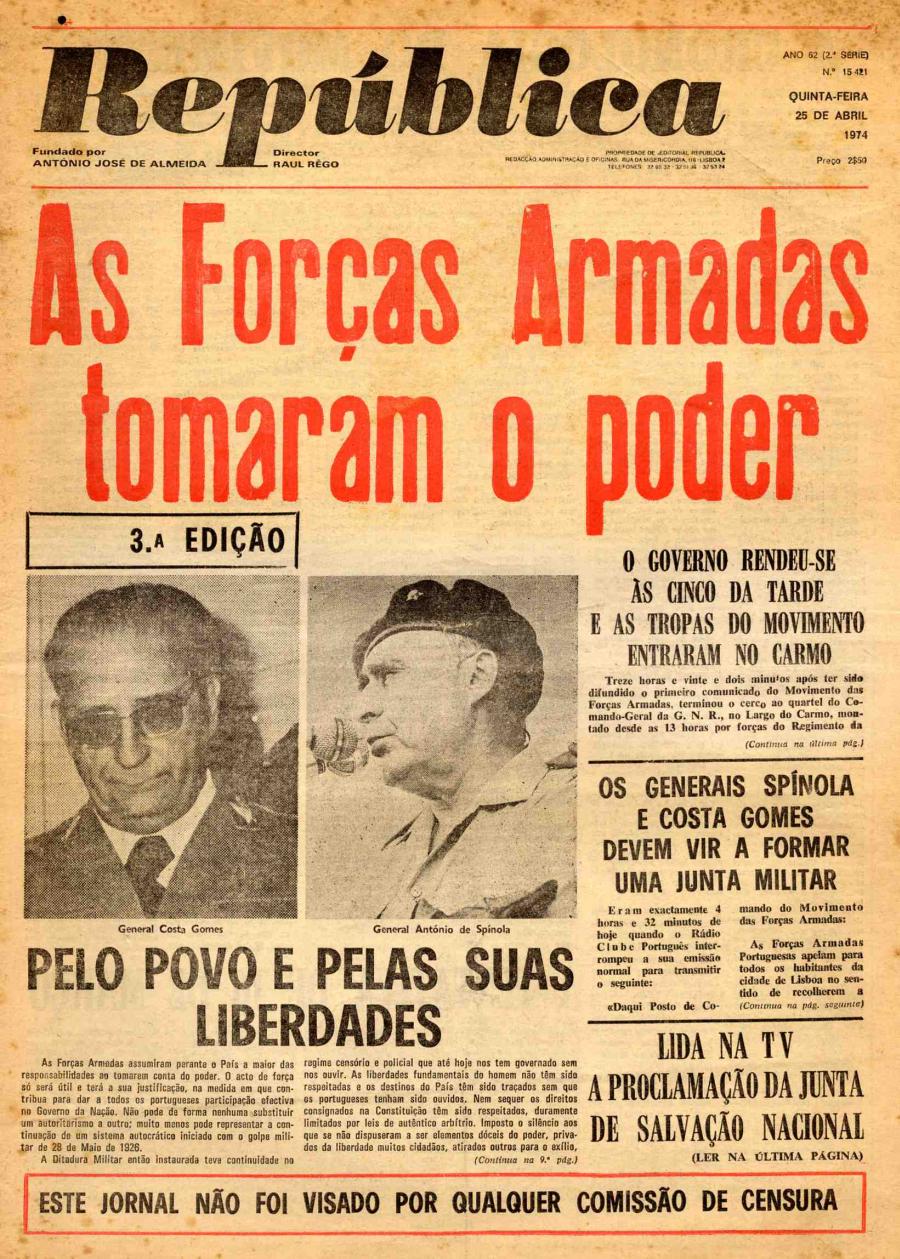 República
ANO 62 (2.ª SÉRIE)
N.º 15 421
QUINTA-FEIRA
25 DE ABRIL
1974
Preço 2$50
Fundado por
ANTÓNIO JOSÉ DE ALMEIDA
Director
RAUL RÊGO
PROPRIEDADE DE «EDITORIAL REPÚBLICA»
REDACÇÃO, ADMINISTRAÇÃO E OFICINAS: RUA DA MISERICÓRDIA, 116 - LISBOA 2
TELEFONES:
As Forças Armadas
tomaram o poder
3.A EDIÇÃO
General Costa Gomes
General António de Spínola
PELO POVO E PELAS SUAS
LIBERDADES
As Forças Armadas assumiram perante o País a maior das
responsabilidades ao tomarem conta do poder. O acto de força
só será útil e terá a sua justificação, na medida em que con-
tribua para dar a todos os portugueses participação efectiva
no Governo da Nação. Não pode de forma nenhuma substituir
um autoritarismo a outro; muito menos pode representar a con-
tinuação de um sistema autocrático iniciado com o golpe mili-
tar de 28 de Maio de 1926.
A Ditadura Militar então instaurada teve continuidade no
regime censório e policial que até hoje nos tem governado sem
nos ouvir. As liberdades fundamentais do homem não têm sido
respeitadas e os destinos do País têm sido traçados sem que
os portugueses tenham sido ouvidos. Nem sequer os direitos
consignados na Constituição têm sido respeitados, duramente
limitados por leis de autêntico arbítrio. Imposto o silêncio aos
que se não dispuseram a ser elementos dóceis do poder, priva-
dos da liberdade muitos cidadãos, atirados outros para o exílio,
(Continua na 9.ª pág.)
O GOVERNO RENDEU-SE
ÀS CINCO DA TARDE
E AS TROPAS DO MOVIMENTO
ENTRARAM NO CARMO
Treze horas e vinte e dois minutos após ter sido
difundido o primeiro comunicado do Movimento das
Forças Armadas, terminou o cerco ao quartel do Co-
mando-Geral da G. N. R., no Largo do Carmo, mon-
tado desde as 13 horas por forças do Regimento da
(Continua na última pág.)
OS GENERAIS SPÍNOLA
E COSTA GOMES
DEVEM VIR A FORMAR
UMA JUNTA MILITAR
Eram exactamente 4
horas e 32 minutos de
hoje quando o Rádio
Clube Português inter-
rompeu a sua emissão
normal para transmitir
o seguinte:
«Daqui Posto de Co-
mando do Movimento
das Forças Armadas:
As Forças Armadas
Portuguesas apelam para
todos os habitantes da
cidade de Lisboa no sen-
tido de recolherem a
(Continua na pág. seguinte)
LIDA NA TV
A PROCLAMAÇÃO DA JUNTA
DE SALVAÇÃO NACIONAL
(LER NA ÚLTIMA PÁGINA)
ESTE JORNAL NÃO FOI VISADO POR QUALQUER COMISSÃO DE CENSURA